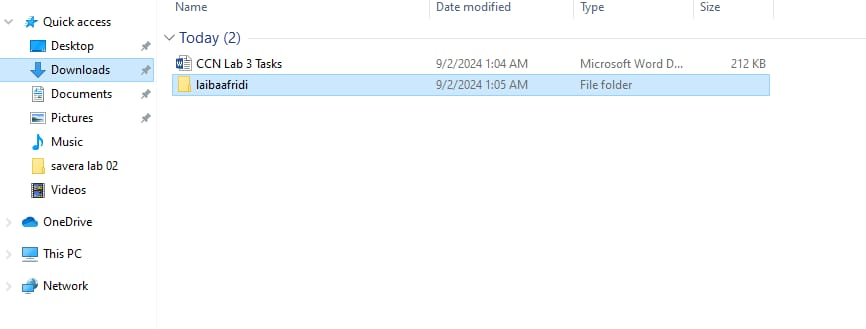 Name Date modified Type Size
Quick access
Desktop
Downloads
Documents
Pictures
Music
savera lab 02
Videos
OneDrive
This PC
Network
Today (2)
CCN Lab 3 Tasks 9/2/2024 1:04 AM Microsoft Word D... 212 KB
laibaafridi 9/2/2024 1:05 AM File folder